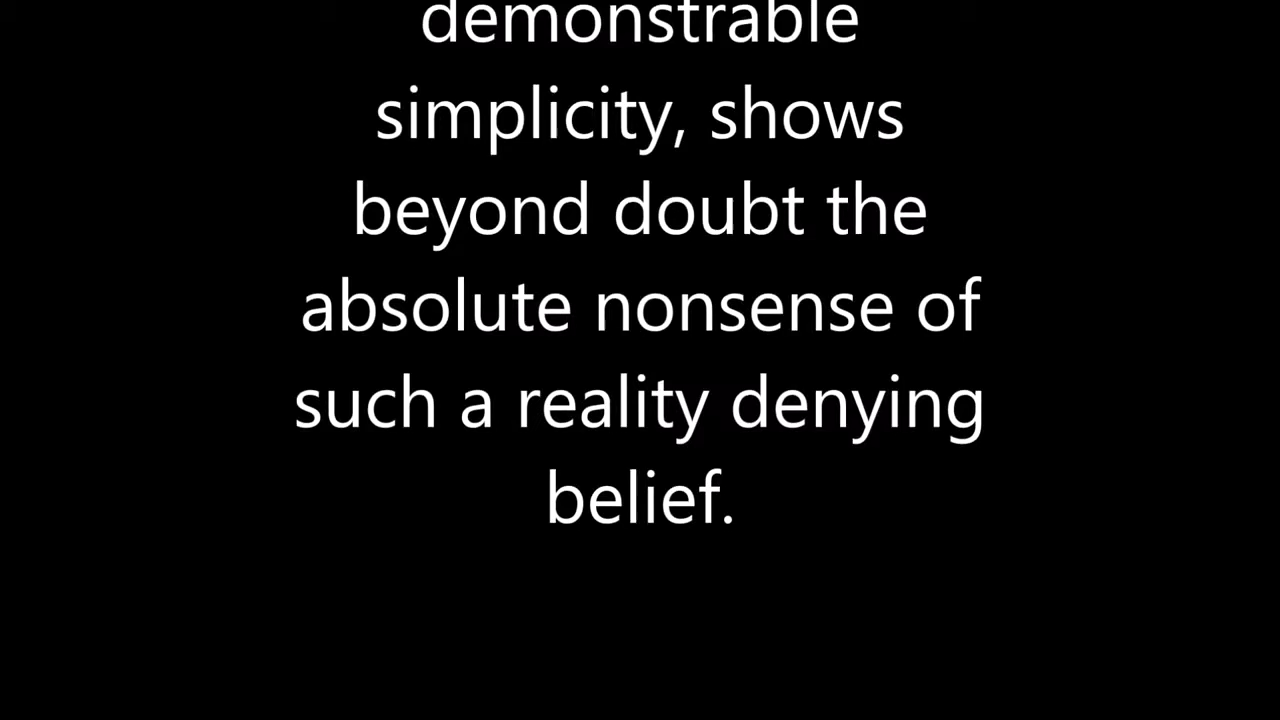 demonstrable
simplicity, shows
beyond doubt the
absolute nonsense of
such a reality denying
belief.